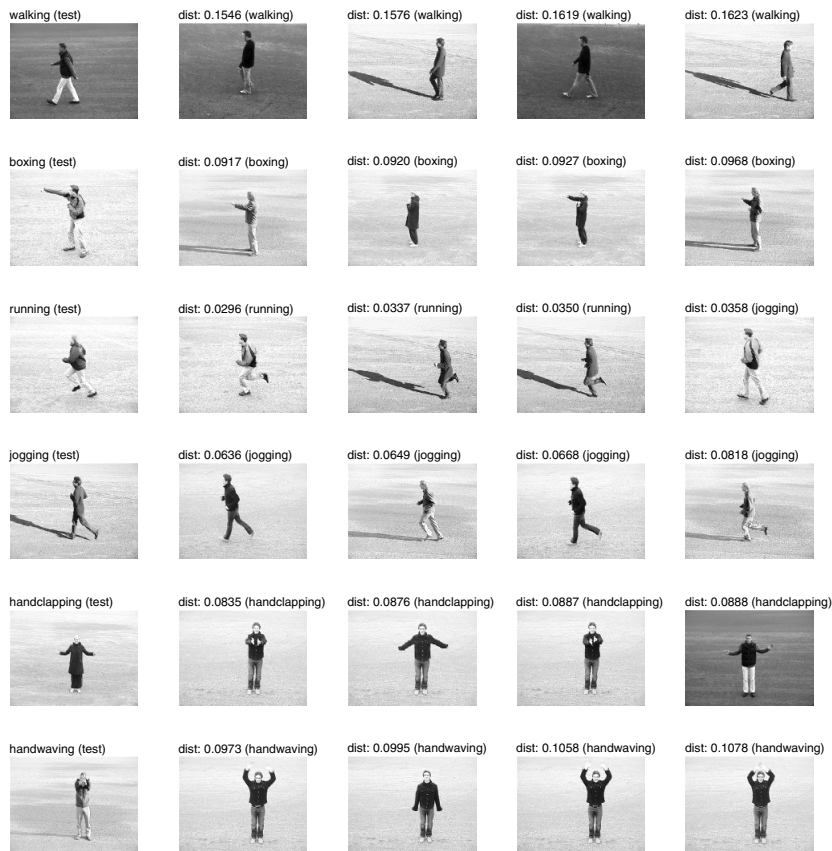 walking (test) dist: 0.1546 (walking) dist: 0.1576 (walking) dist: 0.1619 (walking) dist: 0.1623 (walking)
boxing (test) dist: 0.0917 (boxing) dist: 0.0920 (boxing) dist: 0.0927 (boxing) dist: 0.0968 (boxing)
running (test) dist: 0.0296 (running) dist: 0.0337 (running) dist: 0.0350 (running) dist: 0.0358 (jogging)
jogging (test) dist: 0.0636 (jogging) dist: 0.0649 (jogging) dist: 0.0668 (jogging) dist: 0.0818 (jogging)
handclapping (test) dist: 0.0835 (handclapping) dist: 0.0876 (handclapping) dist: 0.0887 (handclapping) dist: 0.0888 (handclapping)
handwaving (test) dist: 0.0973 (handwaving) dist: 0.0995 (handwaving) dist: 0.1058 (handwaving) dist: 0.1078 (handwaving)